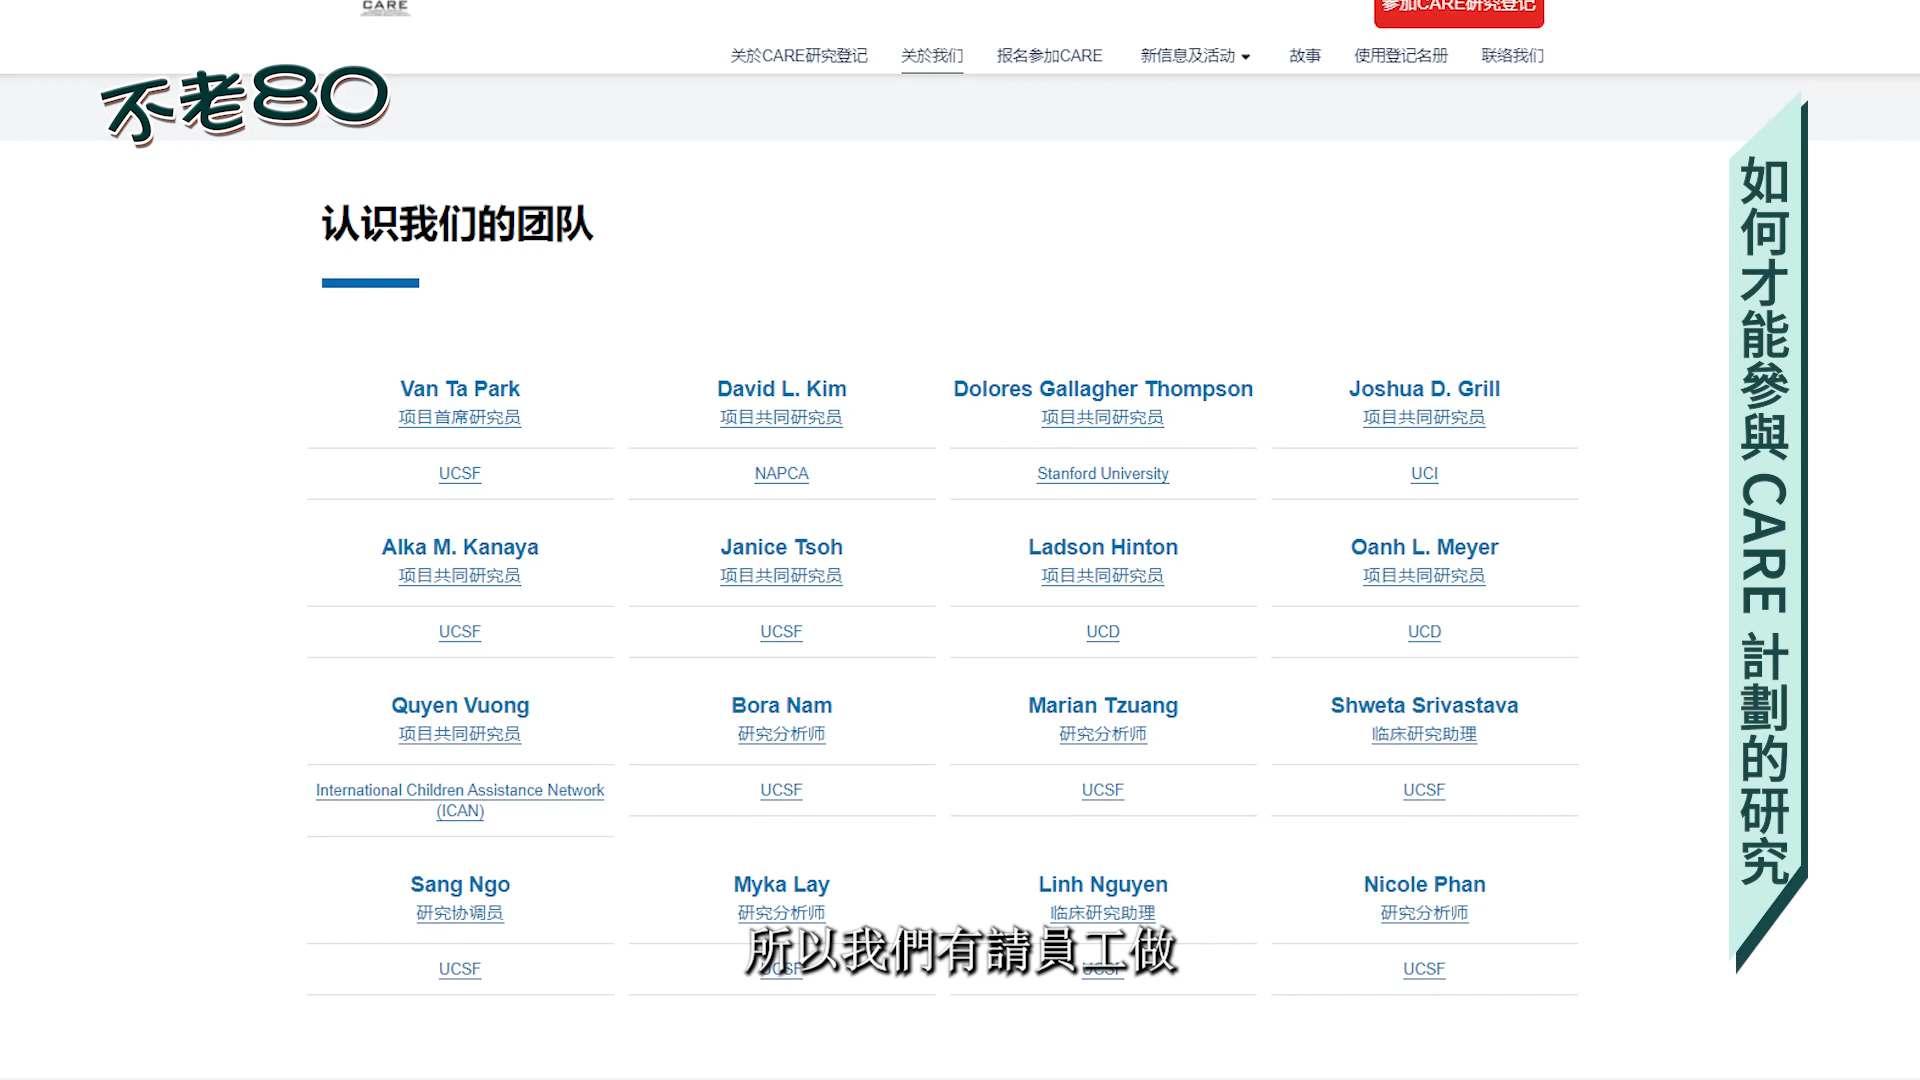 CARE
参加CARE研究登记
关於CARE研究登记 关於我们 报名参加CARE 新信息及活动 故事 使用登记名册 联络我们
不老80
认识我们的团队
Van Ta Park David L. Kim Dolores Gallagher Thompson Joshua D. Grill
项目首席研究员 项目共同研究员 项目共同研究员 项目共同研究员
UCSF NAPCA Stanford University UCI
Alka M. Kanaya Janice Tsoh Ladson Hinton Oanh L. Meyer
项目共同研究员 项目共同研究员 项目共同研究员 项目共同研究员
UCSF UCSF UCD UCD
Quyen Vuong Bora Nam Marian Tzuang Shweta Srivastava
项目共同研究员 研究分析师 研究分析师 临床研究助理
International Children Assistance Network UCSF UCSF UCSF
(ICAN)
Sang Ngo Myka Lay Linh Nguyen Nicole Phan
研究协调员 研究分析师 临床研究助理 研究分析师
UCSF UCSF UCSF UCSF
所以我們有請員工做
如何才能參與 CARE 計劃的研究